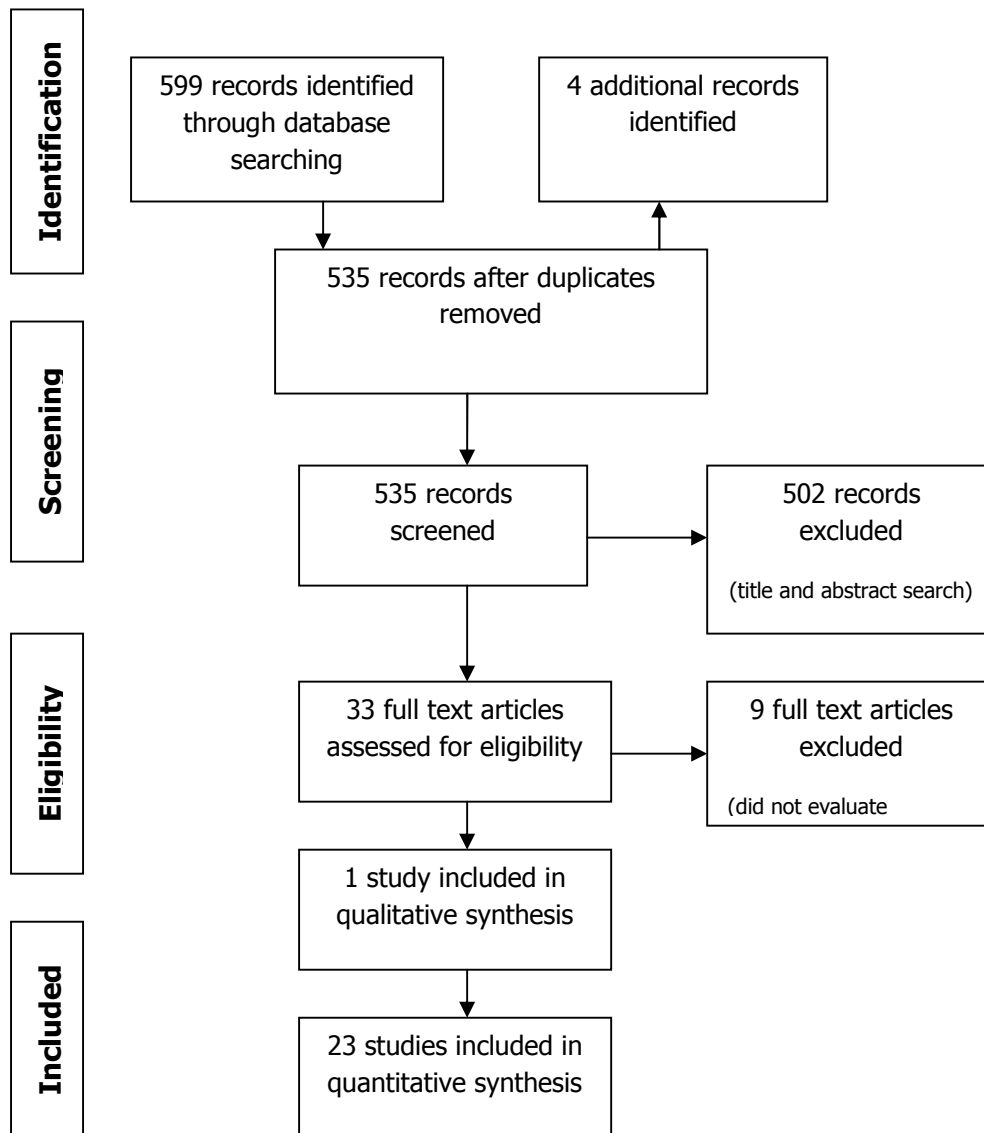 Identification
599 records identified
through database
searching
4 additional records
identified
535 records after duplicates
removed
Screening
535 records
screened
502 records
excluded
(title and abstract search)
Eligibility
33 full text articles
assessed for eligibility
9 full text articles
excluded
(did not evaluate
1 study included in
qualitative synthesis
Included
23 studies included in
quantitative synthesis